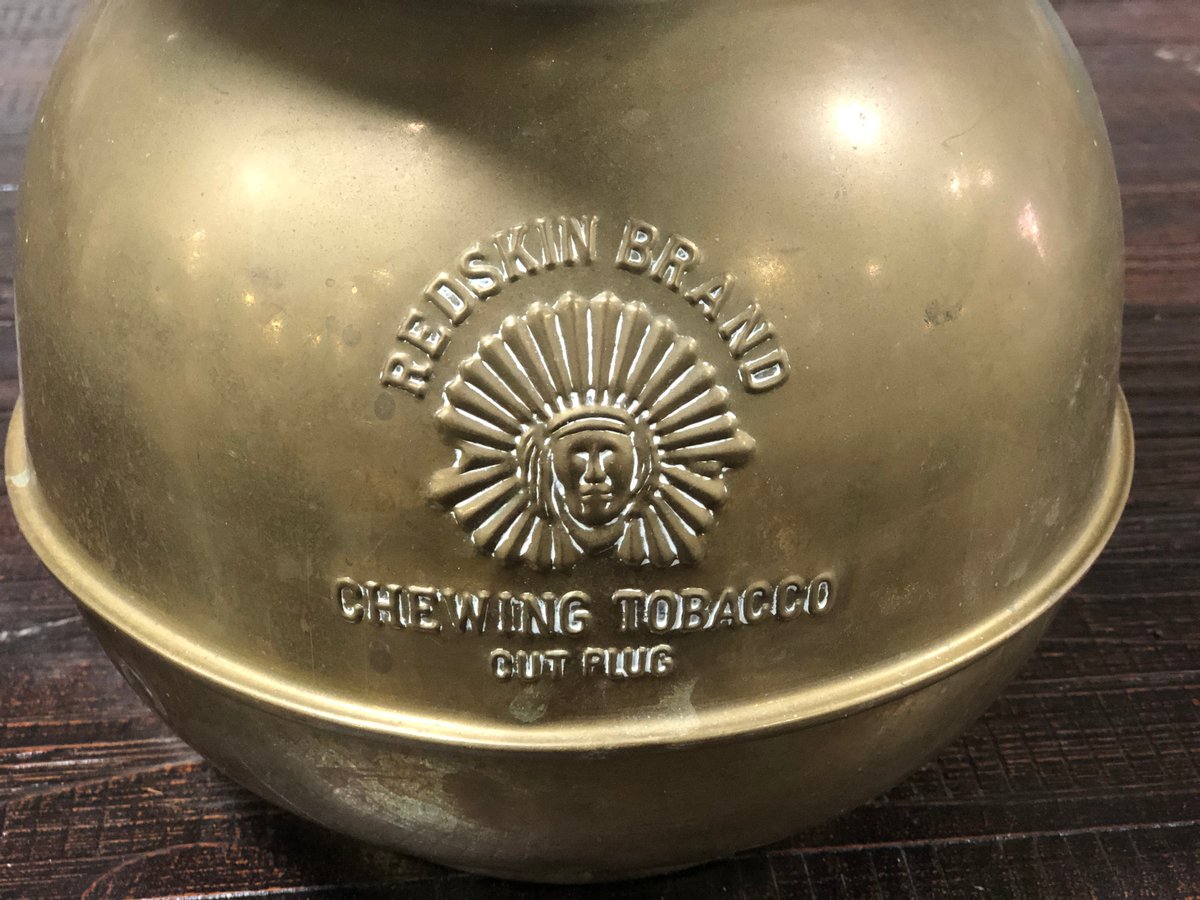 REDSKIN BRAND
CHEWING TOBACCO
CUT PLUG